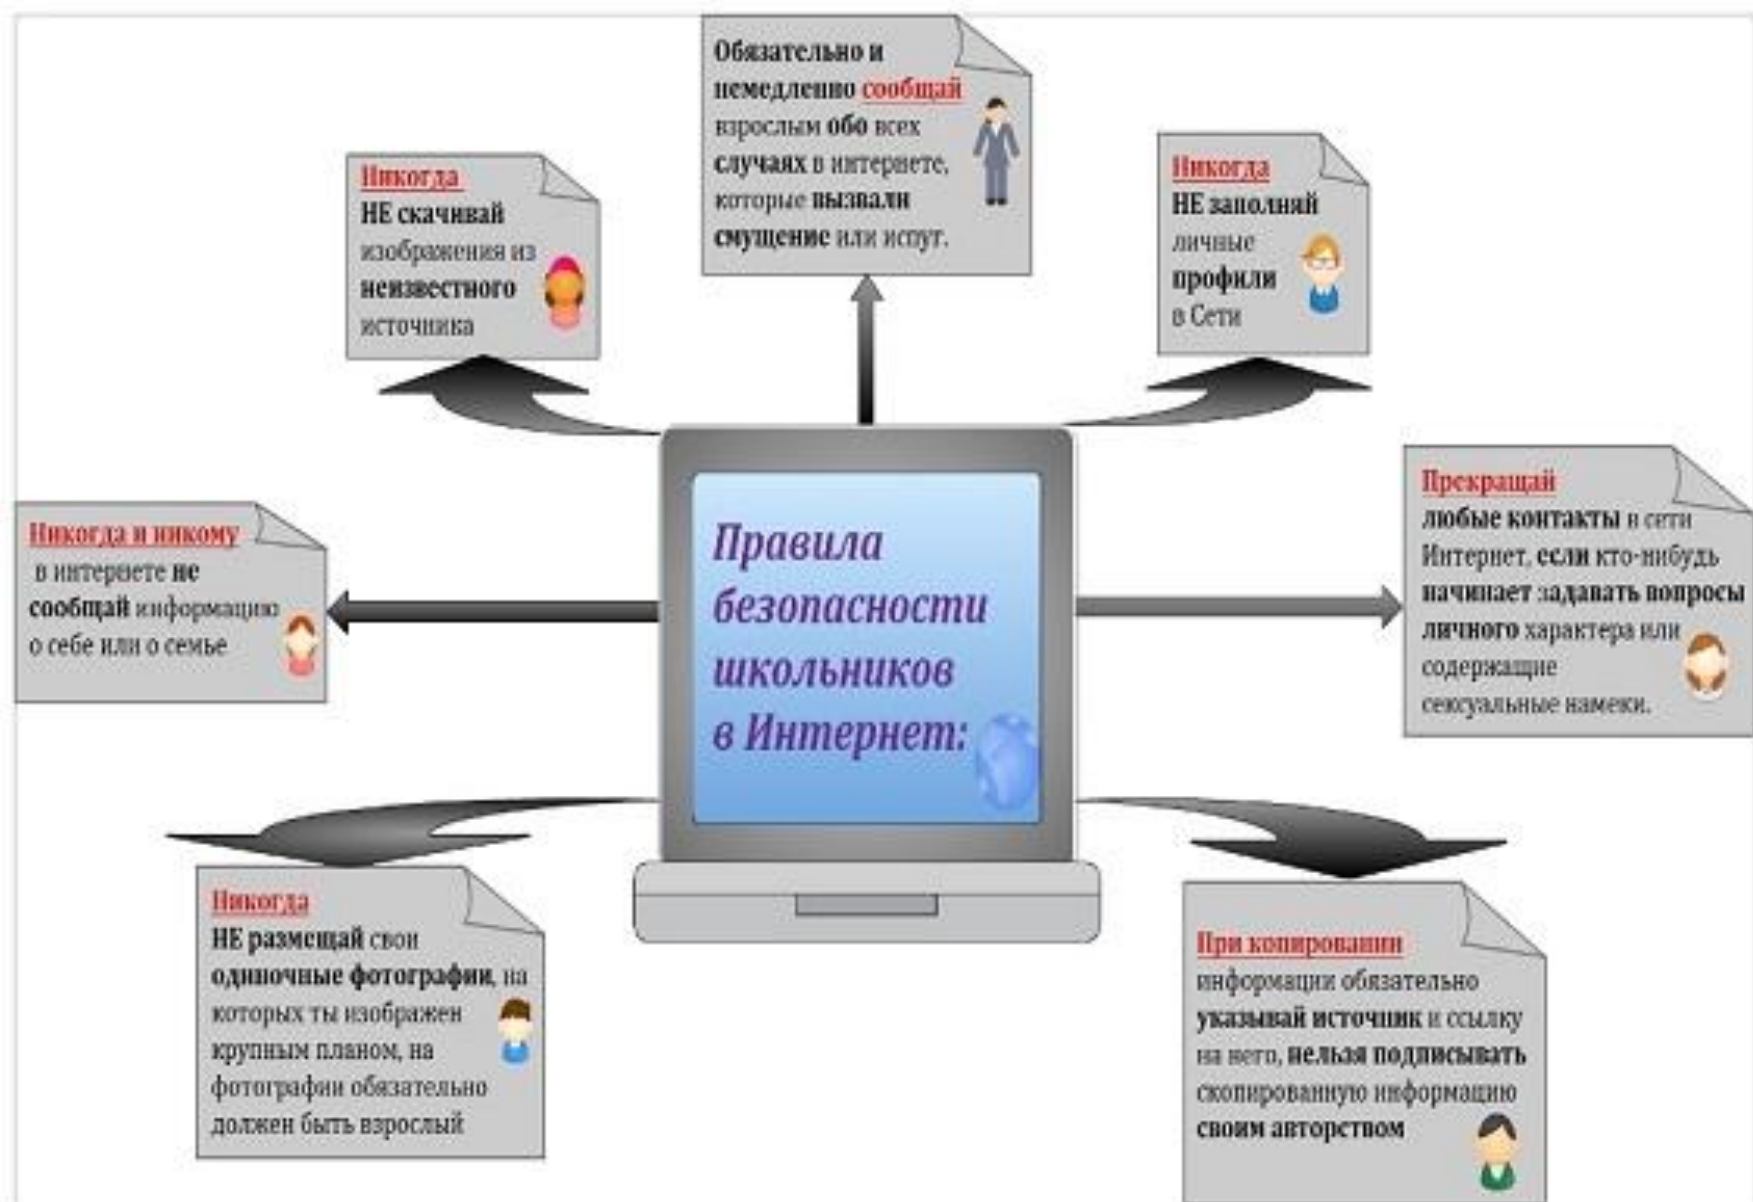 Обязательно и
немедленно сообщай
взрослым обо всех
случаях в интернете,
которые вызвали
смущение или испуг.
Никогда
НЕ скачивай
изображения из
неизвестного
источника
Никогда
НЕ заполняй
личные
профили
в Сети
Никогда и никому
в интернете не
сообщай информацию
о себе или о семье
Правила
безопасности
школьников
в Интернет:
Прекращай
любые контакты в сети
Интернет, если кто-нибудь
начинает задавать вопросы
личного характера или
содержащие
сексуальные намеки.
Никогда
НЕ размещай свои
одиночные фотографии, на
которых ты изображен
крупным планом, на
фотографии обязательно
должен быть взрослый
При копировании
информации обязательно
указывай источник и ссылку
на него, нельзя подписывать
скопированную информацию
своим авторством